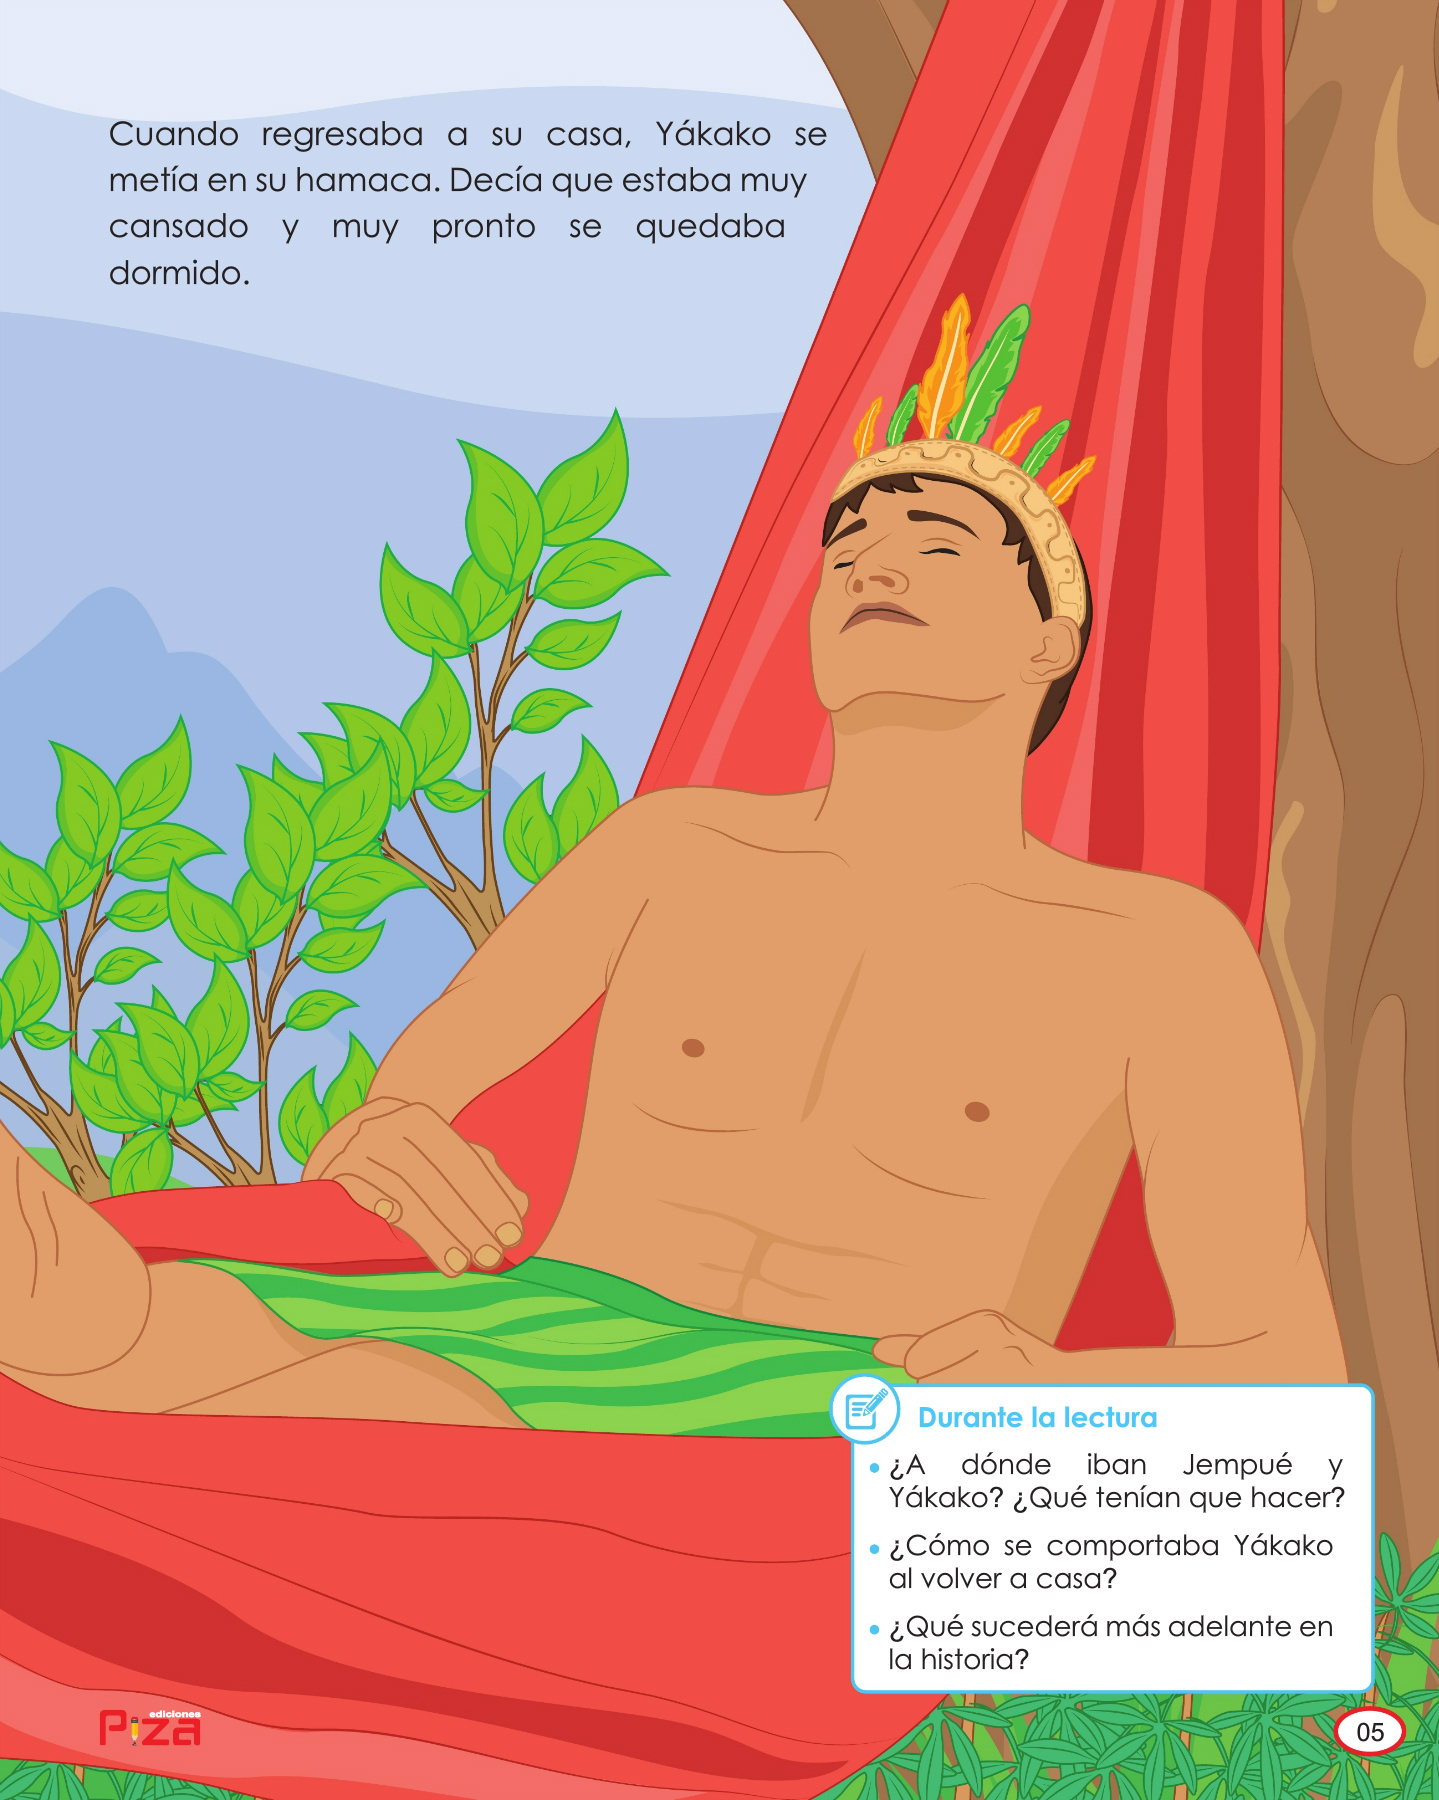 Cuando regresaba a su casa, Yákako se
metía en su hamaca. Decía que estaba muy
cansado y muy pronto se quedaba
dormido.
Durante la lectura
• ¿A dónde iban Jempué y
Yákako? ¿Qué tenían que hacer?
• ¿Cómo se comportaba Yákako
al volver a casa?
• ¿Qué sucederá más adelante en
la historia?
ediciones
Piza
05